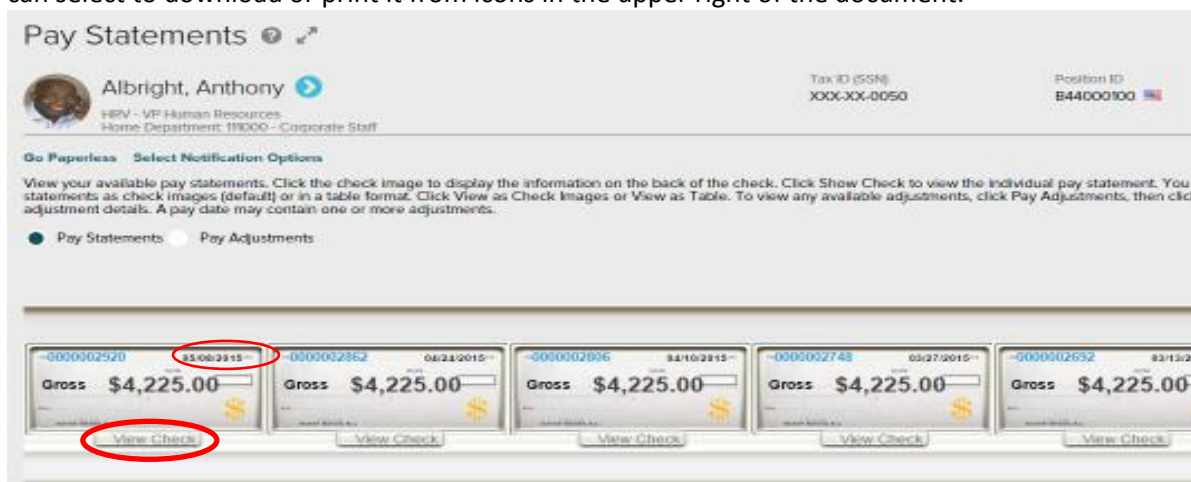 can select to download or print it from icons in the upper right of the document.
Pay Statements
Albright, Anthony
HRV - VP Human Resources
Home Department: 111000 - Corporate Staff
Tax ID (SSN)
XXX-XX-0050
Position ID
B44000100
Go Paperless Select Notification Options
View your available pay statements. Click the check image to display the information on the back of the check. Click Show Check to view the individual pay statement. You
statements as check images (default) or in a table format. Click View as Check Images or View as Table. To view any available adjustments, click Pay Adjustments, then clic
adjustment details. A pay date may contain one or more adjustments.
Pay Statements Pay Adjustments
-0000002920 05/08/2015 -0000002862 04/24/2015 -0000002806 04/10/2015 -0000002748 03/27/2015 -0000002692 03/13/2
Gross $4,225.00 Gross $4,225.00 Gross $4,225.00 Gross $4,225.00 Gross $4,225.00
View Check View Check View Check View Check View Check